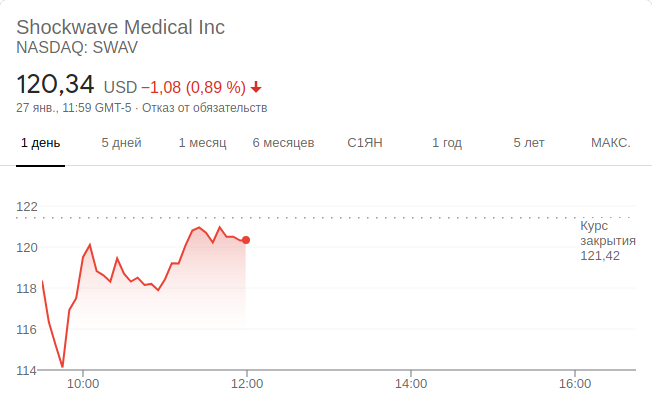 Shockwave Medical Inc
NASDAQ: SWAV
120,34 USD −1,08 (0,89 %)
27 янв., 11:59 GMT-5 · Отказ от обязательств
1 день 5 дней 1 месяц 6 месяцев С1ЯН 1 год 5 лет МАКС.
122
Курс
закрытия
121,42
120
118
116
114
10:00 12:00 14:00 16:00